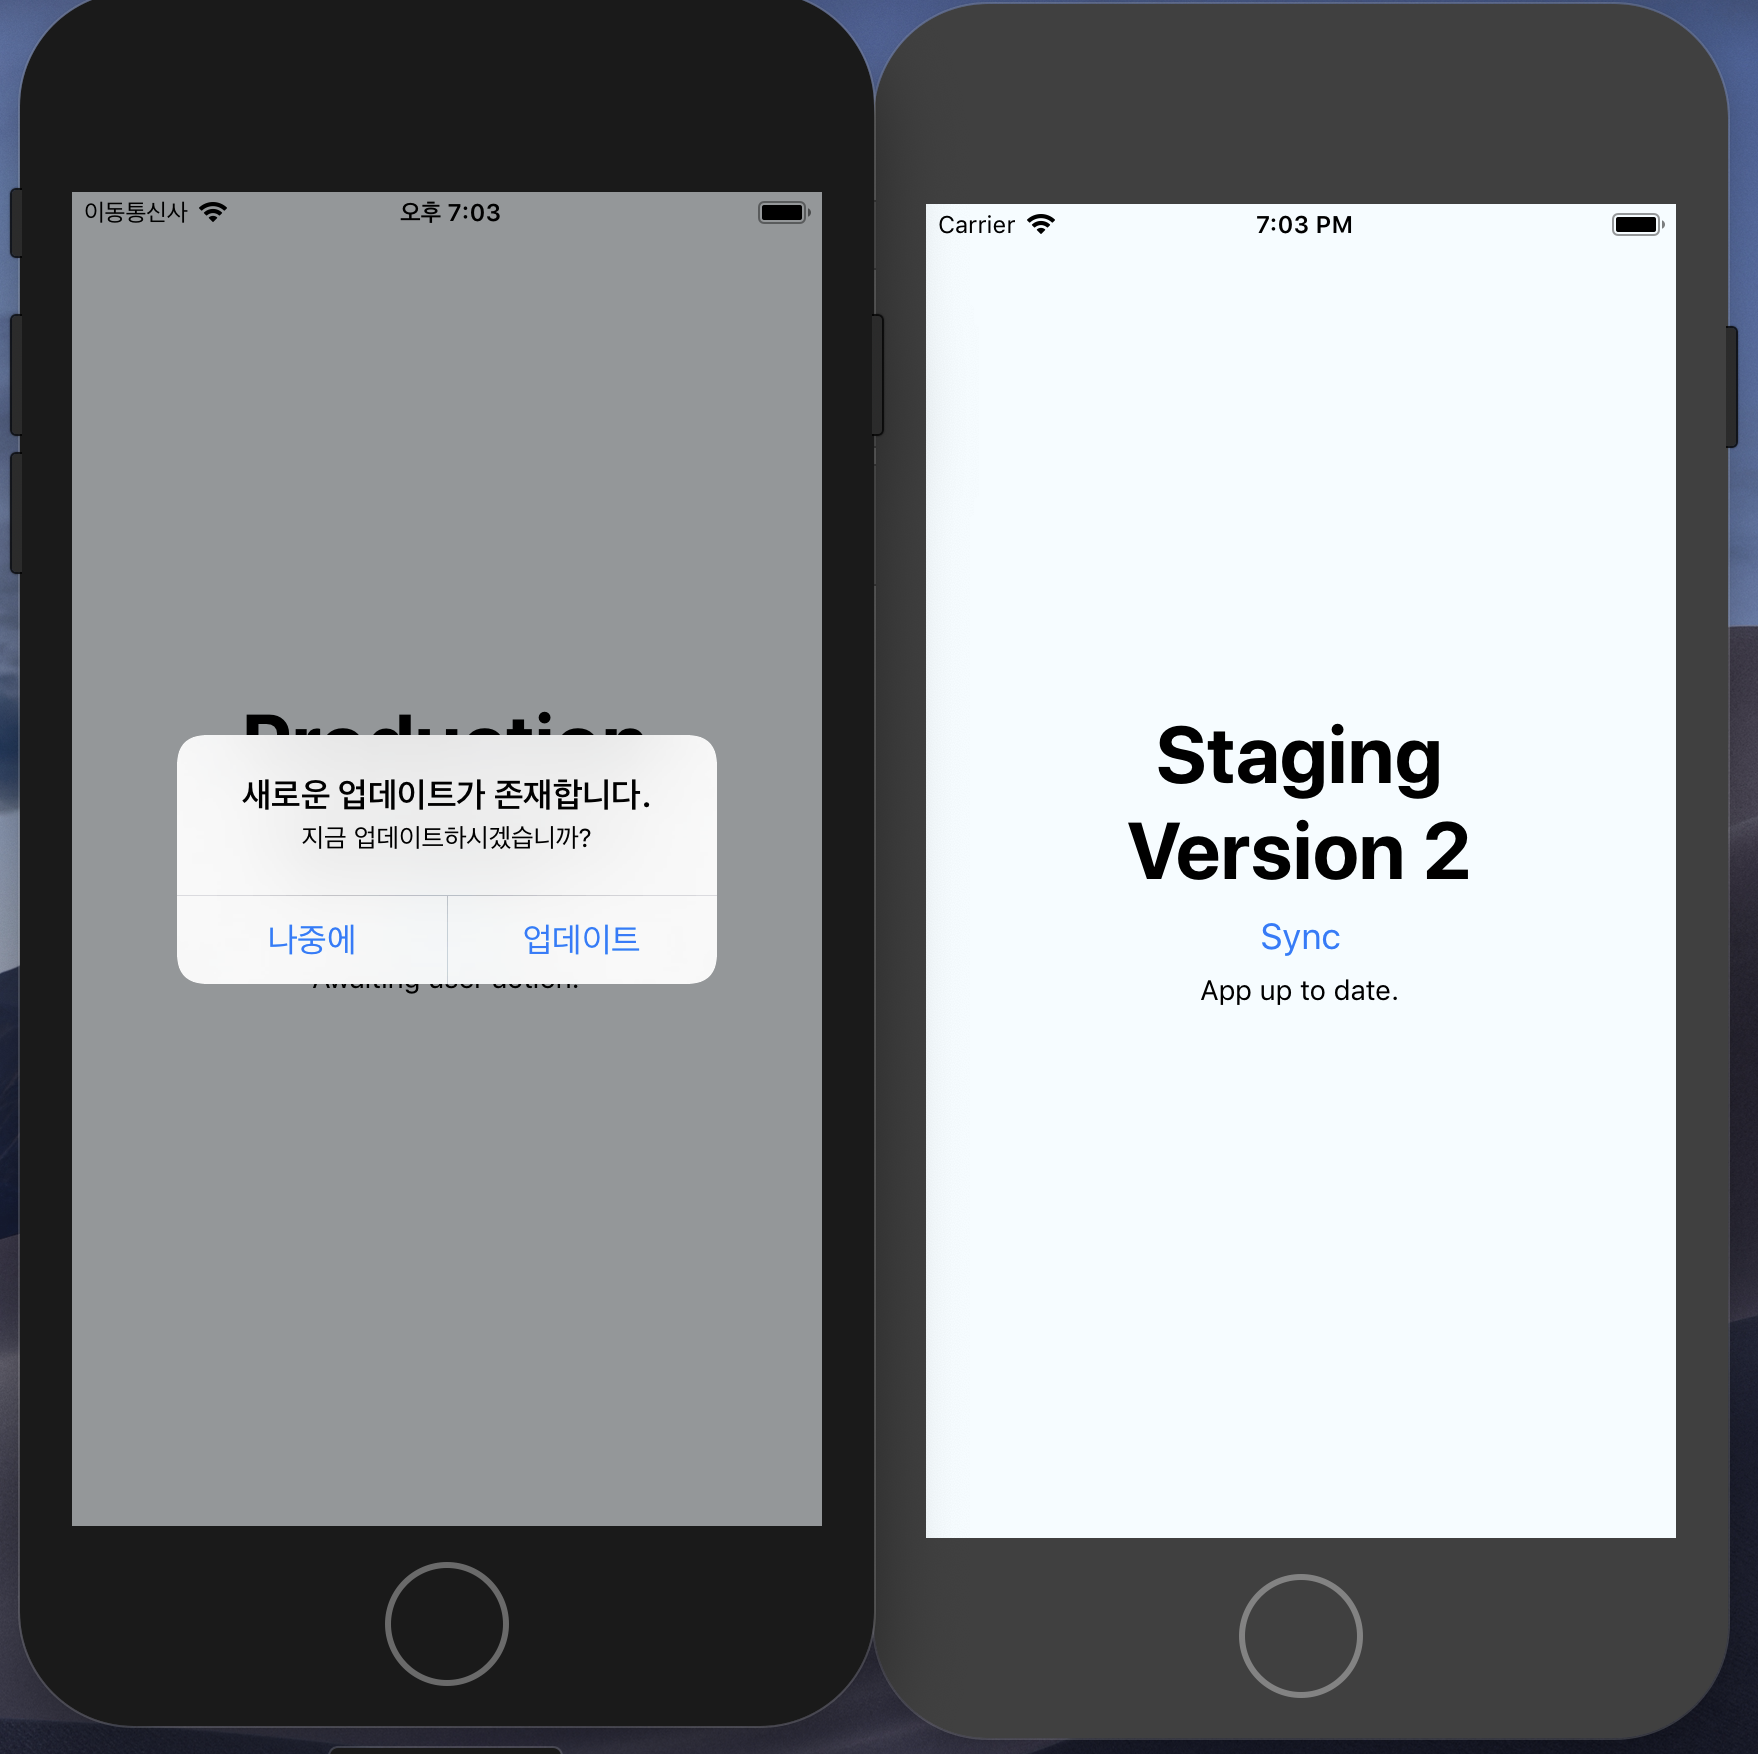 이동통신사
오후 7:03
Production
새로운 업데이트가 존재합니다.
지금 업데이트하시겠습니까?
나중에
업데이트
Awaiting user action.
Carrier
7:03 PM
Staging
Version 2
Sync
App up to date.